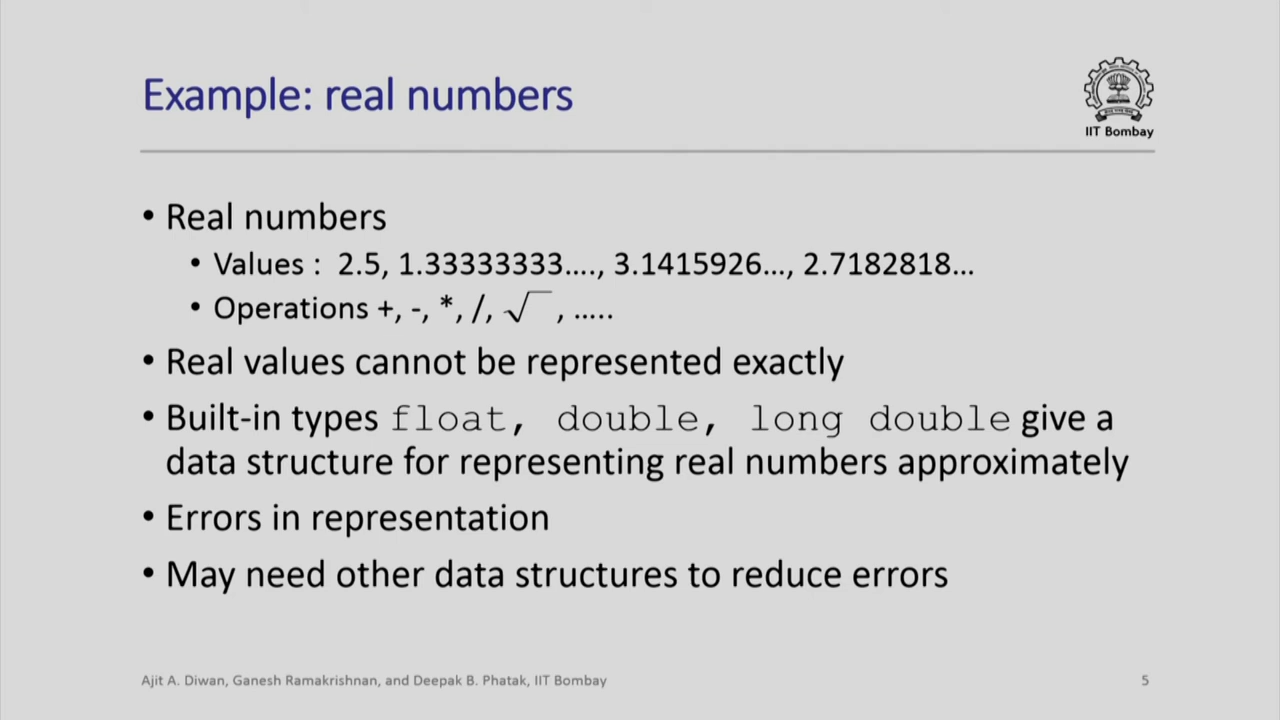 Example: real numbers
IIT Bombay
• Real numbers
• Values : 2.5, 1.33333333...., 3.1415926..., 2.7182818...
• Operations +, -, *, /, √ , .....
• Real values cannot be represented exactly
• Built-in types float, double, long double give a
data structure for representing real numbers approximately
• Errors in representation
• May need other data structures to reduce errors
Ajit A. Diwan, Ganesh Ramakrishnan, and Deepak B. Phatak, IIT Bombay
5